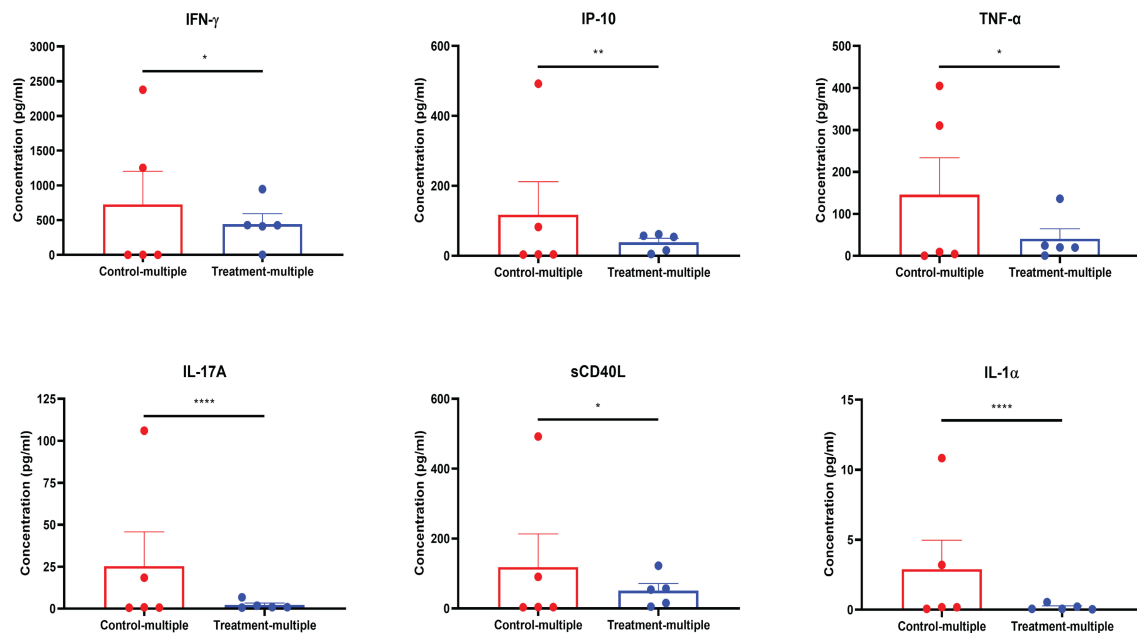 IFN-γ
Concentration (pg/ml)
3000
2500
2000
1500
1000
500
0
*
Control-multiple
Treatment-multiple
IP-10
Concentration (pg/ml)
600
400
200
0
**
Control-multiple
Treatment-multiple
TNF-α
Concentration (pg/ml)
500
400
300
200
100
0
*
Control-multiple
Treatment-multiple
IL-17A
Concentration (pg/ml)
125
100
75
50
25
0
****
Control-multiple
Treatment-multiple
sCD40L
Concentration (pg/ml)
600
400
200
0
*
Control-multiple
Treatment-multiple
IL-1α
Concentration (pg/ml)
15
10
5
0
****
Control-multiple
Treatment-multiple